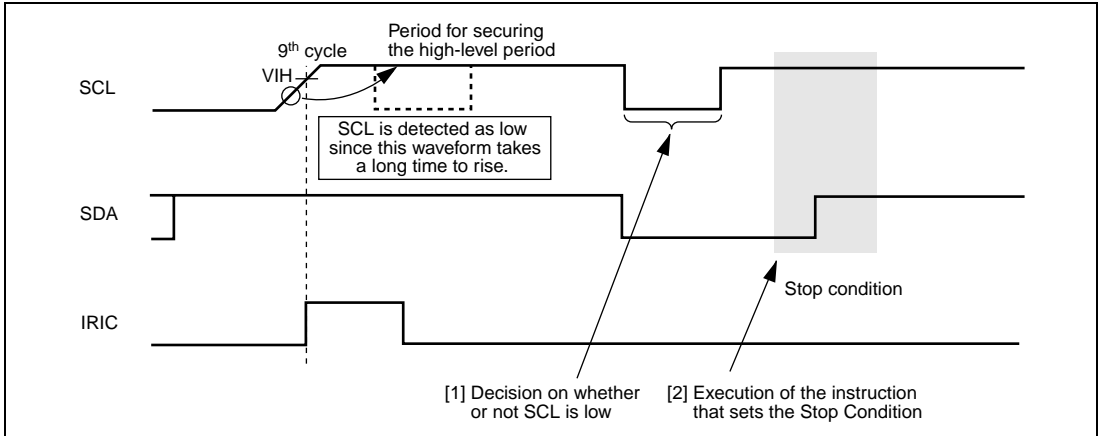 Period for securing
the high-level period
9th cycle
VIH
SCL
SCL is detected as low
since this waveform takes
a long time to rise.
SDA
Stop condition
IRIC
[1] Decision on whether
or not SCL is low
[2] Execution of the instruction
that sets the Stop Condition